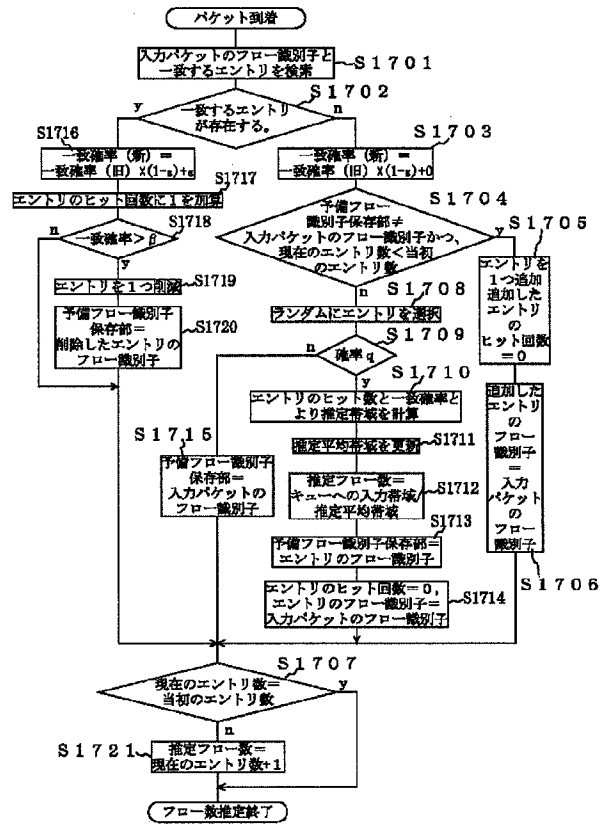 パケット到着
入力パケットのフロー識別子と
一致するエントリを検索
S1701
S1702
一致するエントリ
が存在する。
y
n
S1716
一致確率(新)=
一致確率(旧)X(1-s)+s
S1703
一致確率(新)=
一致確率(旧)X(1-s)+0
S1717
エントリのヒット回数に1を加算
S1704
予備フロー
識別子保存部≠
入力パケットのフロー識別子かつ、
現在のエントリ数<当初
のエントリ数
y
n
S1705
エントリを
1つ追加
追加した
エントリ
の
ヒット回数
=0
S1718
一致確率>β
n
y
S1719
エントリを1つ削減
S1720
予備フロー識別子
保存部=
削除したエントリの
フロー識別子
S1708
ランダムにエントリを選択
S1709
確率q
n
y
S1710
エントリのヒット数と一致確率と
より推定帯域を計算
S1706
追加した
エントリ
の
フロー
識別子
=
入力
パケット
の
フロー
識別子
S1711
推定平均帯域を更新
S1715
予備フロー識別子
保存部=
入力パケットの
フロー識別子
S1712
推定フロー数=
キューへの入力帯域/
推定平均帯域
S1713
予備フロー識別子保存部=
エントリのフロー識別子
S1714
エントリのヒット回数=0,
エントリのフロー識別子=
入力パケットのフロー識別子
S1707
現在のエントリ数=
当初のエントリ数
y
n
S1721
推定フロー数=
現在のエントリ数+1
フロー数推定終了